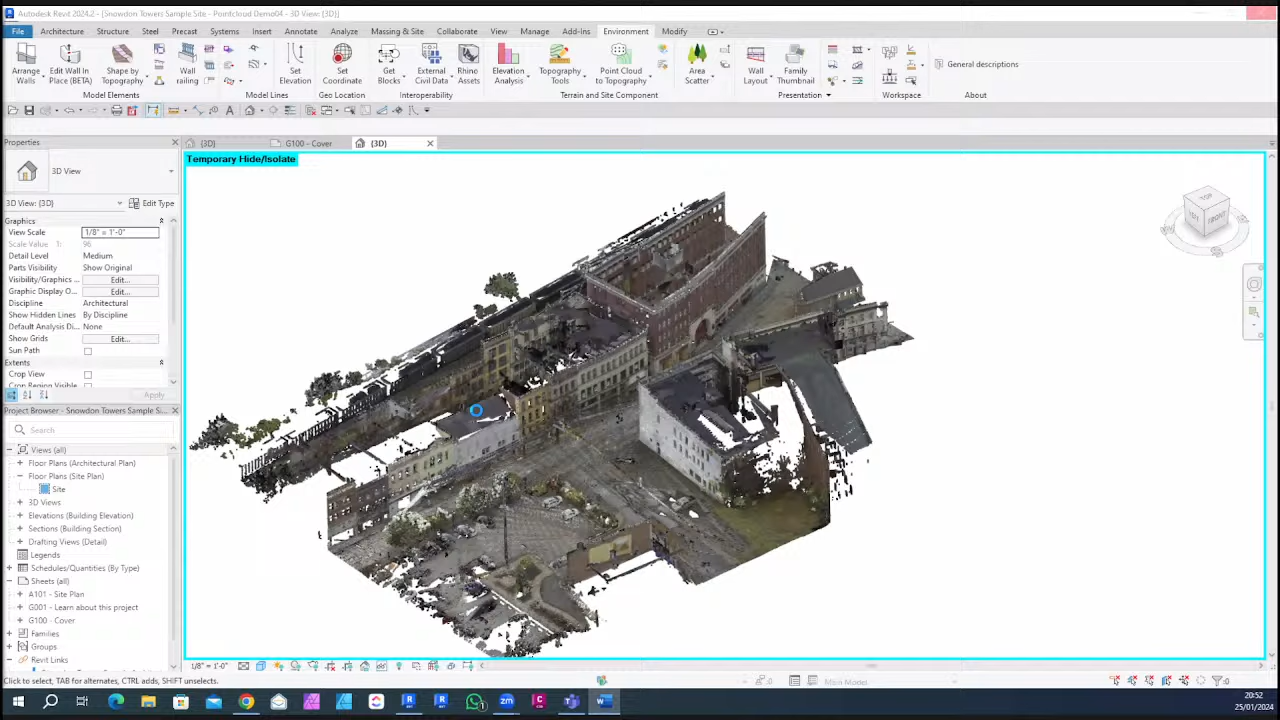 Autodesk Revit 2024.2 - Snowdon Towers Sample Site - Pointcloud Demo04 - 3D View: {3D}
File Architecture Structure Steel Precast Systems Insert Annotate Analyze Massing & Site Collaborate View Manage Add-Ins Environment Modify
Arrange Walls
Edit Wall In Place (BETA)
Shape by Topography
Wall railing
Set Elevation
Set Coordinate
Get Blocks
External Civil Data
Rhino Assets
Elevation Analysis
Topography Tools
Point Cloud to Topography
Area Scatter
Wall Layout
Family Thumbnail
General descriptions
Model Elements
Model Lines
Geo Location
Interoperability
Terrain and Site Component
Presentation
Workspace
About
Properties
{3D}
G100 - Cover
{3D}
Temporary Hide/Isolate
3D View
3D View: {3D}
Edit Type
Graphics
View Scale 1/8" = 1'-0"
Scale Value 1: 96
Detail Level Medium
Parts Visibility Show Original
Visibility/Graphics ... Edit...
Graphic Display O... Edit...
Discipline Architectural
Show Hidden Lines By Discipline
Default Analysis Di... None
Show Grids Edit...
Sun Path
Extents
Crop View
Crop Region Visible
Apply
Project Browser - Snowdon Towers Sample Si...
Search
Views (all)
Floor Plans (Architectural Plan)
Floor Plans (Site Plan)
Site
3D Views
Elevations (Building Elevation)
Sections (Building Section)
Drafting Views (Detail)
Legends
Schedules/Quantities (By Type)
Sheets (all)
A101 - Site Plan
G001 - Learn about this project
G100 - Cover
Families
Groups
Revit Links
TOP
FRONT
1/8" = 1'-0"
Click to select, TAB for alternates, CTRL adds, SHIFT unselects.
:0
Main Model
:0
20:52
25/01/2024